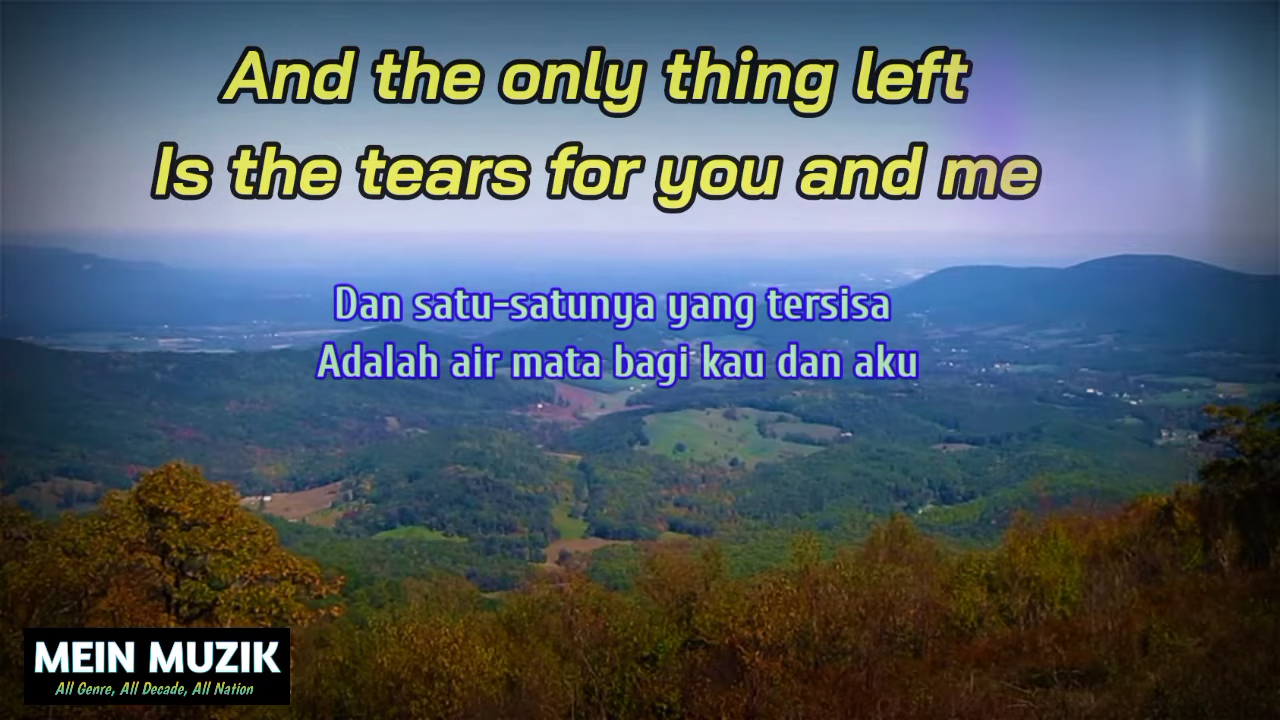 And the only thing left
Is the tears for you and me
Dan satu-satunya yang tersisa
Adalah air mata bagi kau dan aku
MEIN MUZIK
All Genre, All Decade, All Nation